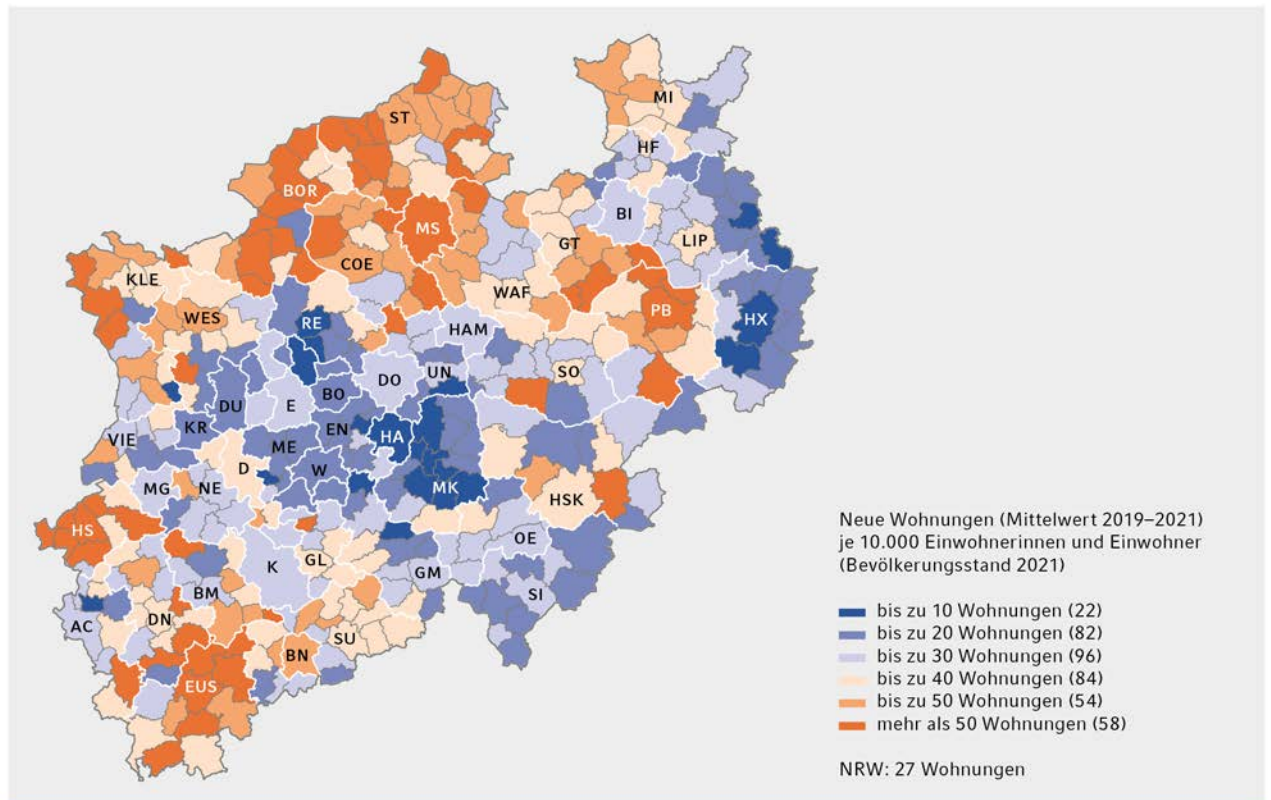 MI
ST
HF
BOR
BI
MS
LIP
GT
COE
KLE
WAF
PB
WES
RE
HX
HAM
UN
SO
DO
BO
E
DU
EN
KR
HA
VIE
ME
D
W
MG
NE
MK
HSK
HS
OE
GL
K
GM
BM
SI
DN
AC
SU
BN
EUS
Neue Wohnungen (Mittelwert 2019–2021)
je 10.000 Einwohnerinnen und Einwohner
(Bevölkerungsstand 2021)
bis zu 10 Wohnungen (22)
bis zu 20 Wohnungen (82)
bis zu 30 Wohnungen (96)
bis zu 40 Wohnungen (84)
bis zu 50 Wohnungen (54)
mehr als 50 Wohnungen (58)
NRW: 27 Wohnungen